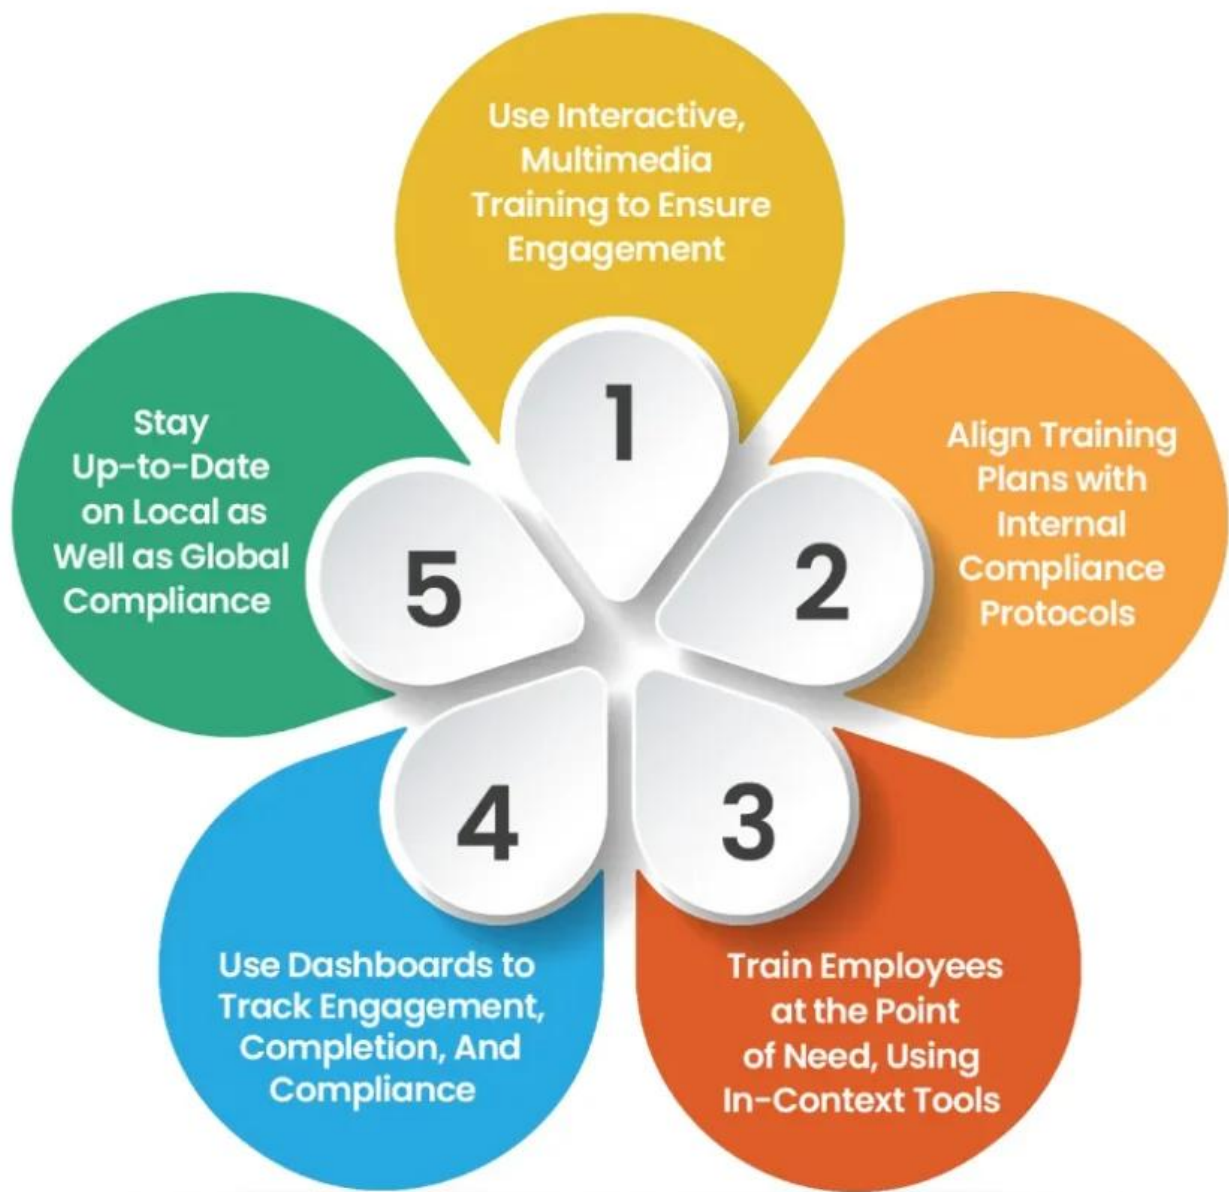 Use Interactive,
Multimedia
Training to Ensure
Engagement
1
Align Training
Plans with
Internal
Compliance
Protocols
2
Train Employees
at the Point
of Need, Using
In-Context Tools
3
Use Dashboards to
Track Engagement,
Completion, And
Compliance
4
Stay
Up-to-Date
on Local as
Well as Global
Compliance
5